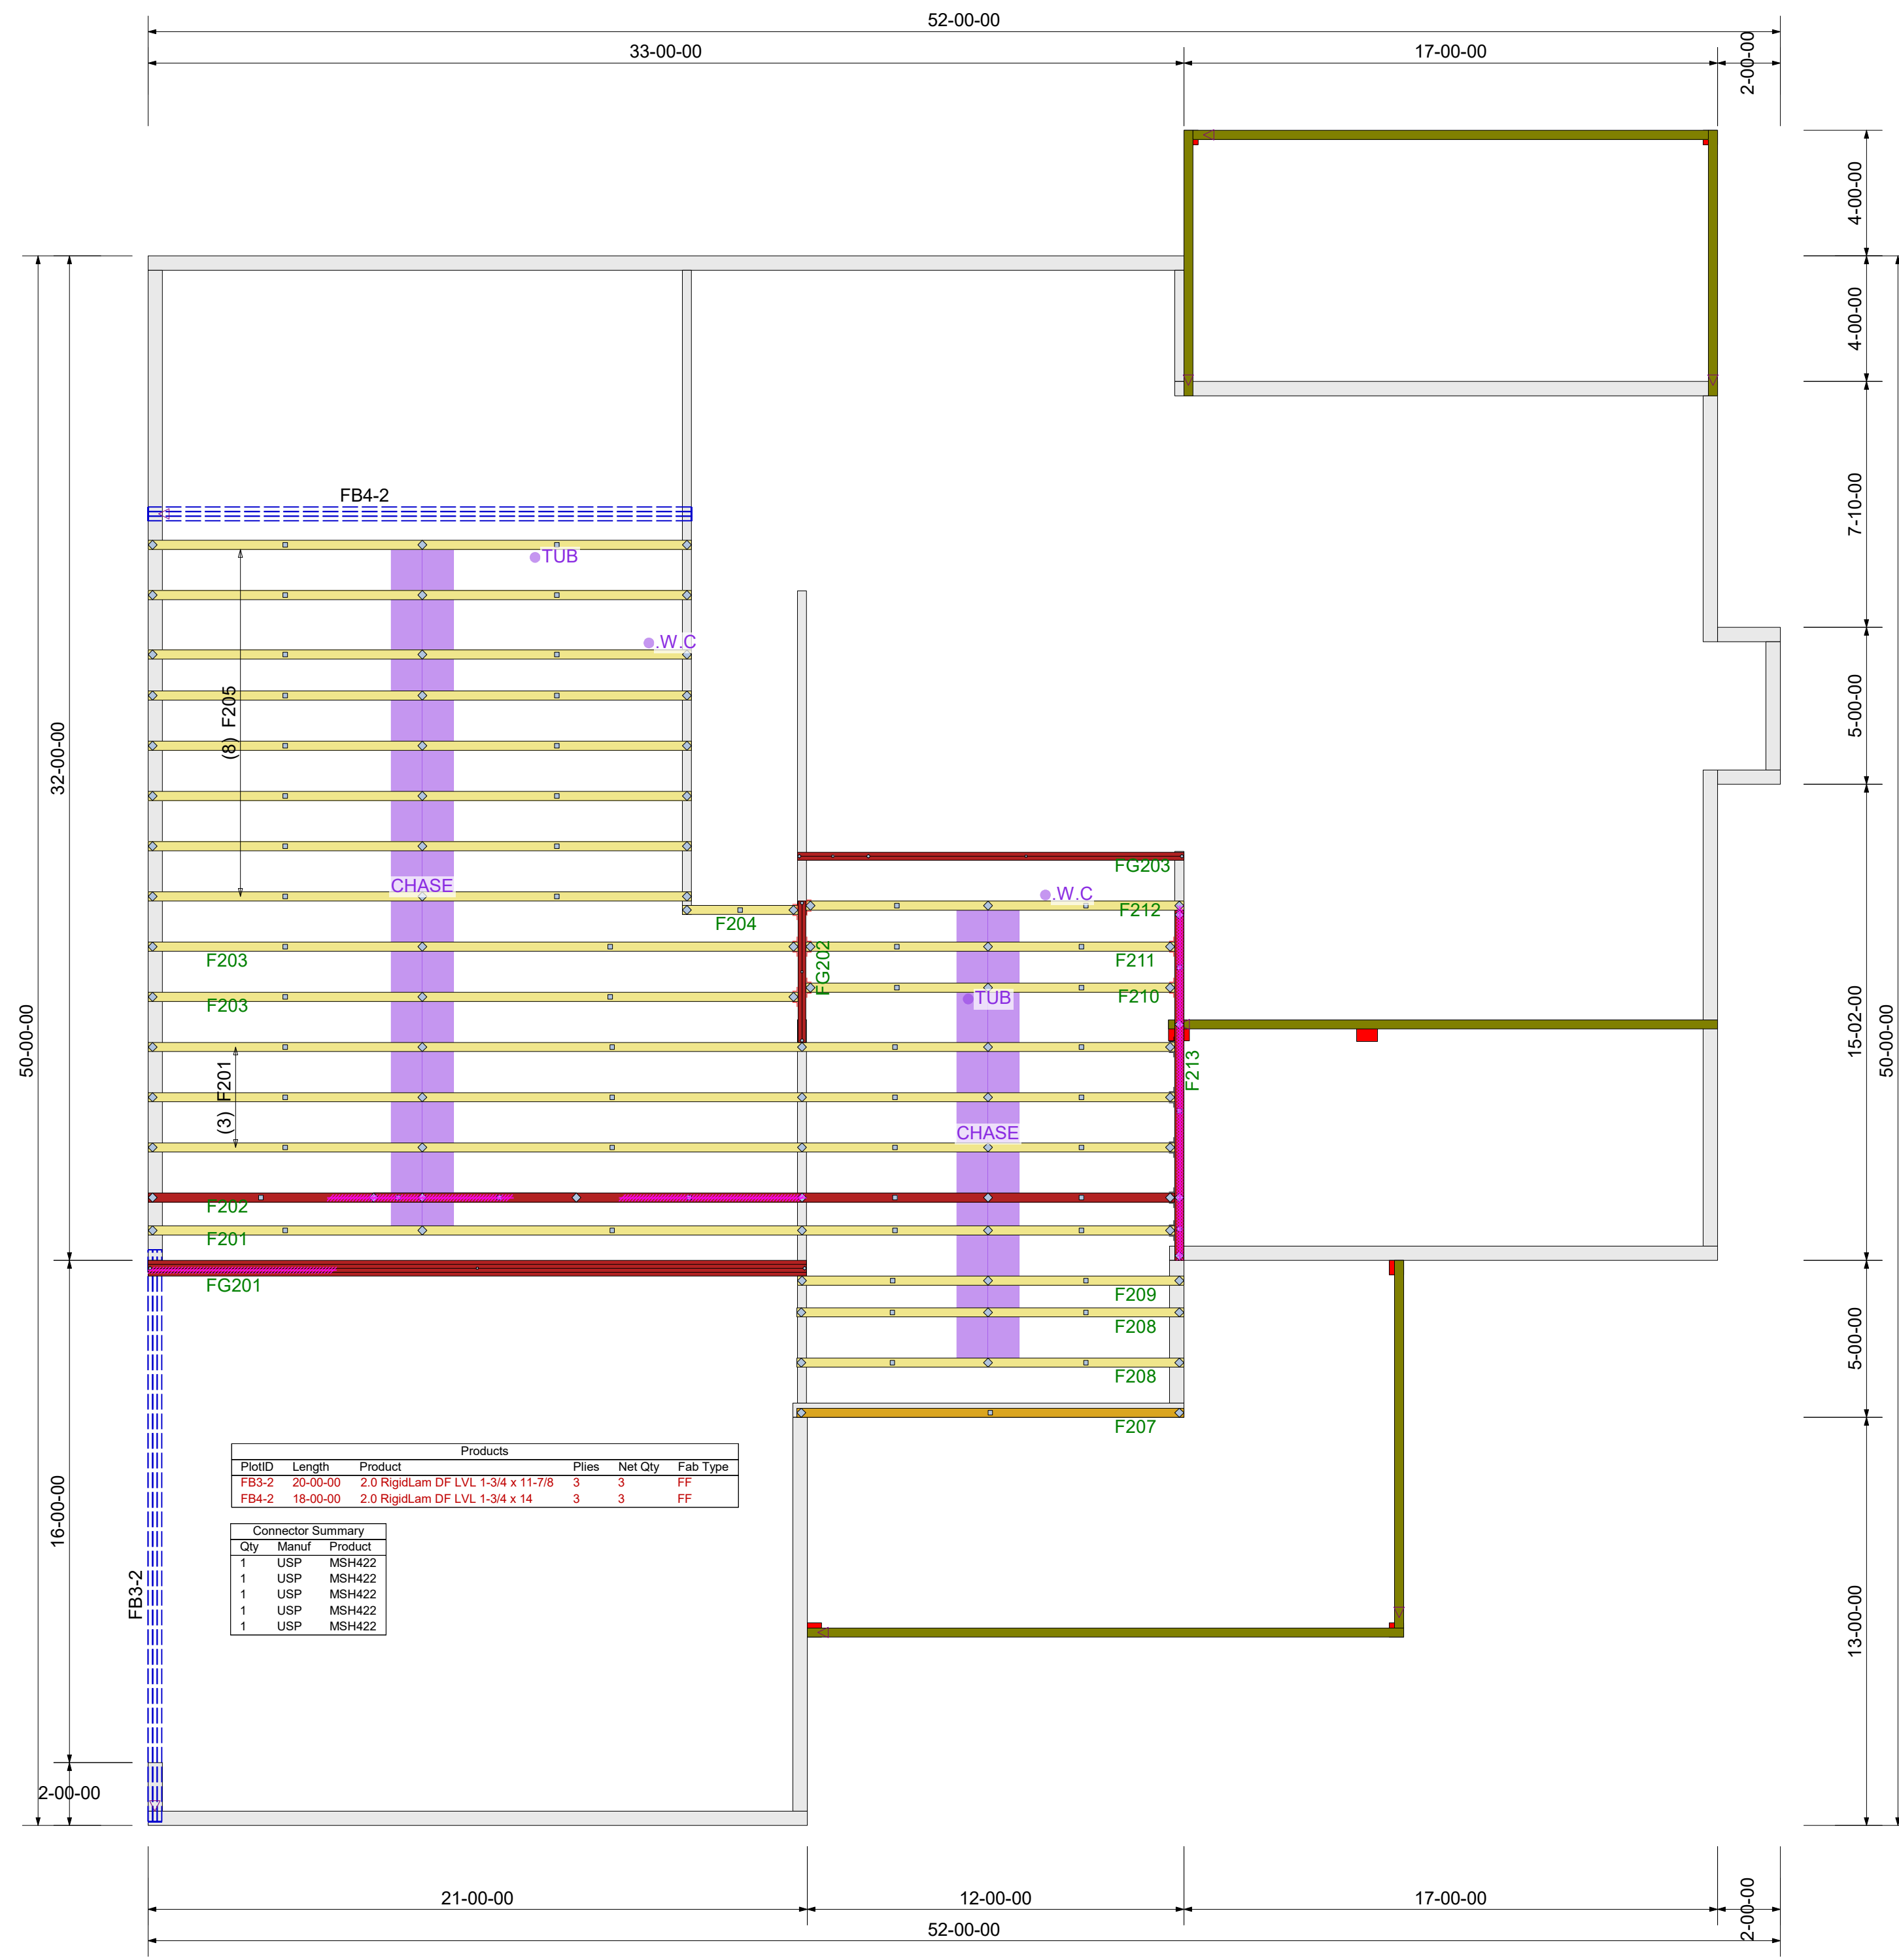 52-00-00
33-00-00
17-00-00
2-00-00
4-00-00
4-00-00
7-10-00
5-00-00
15-02-00
50-00-00
5-00-00
13-00-00
50-00-00
32-00-00
16-00-00
2-00-00
FB4-2
TUB
.W.C
(8) F205
CHASE
FG203
.W.C
F212
F204
FG202
F203
F211
F203
F210
TUB
F213
(3) F201
CHASE
F202
F201
FG201
F209
F208
F208
F207
FB3-2
Products
PlotID Length Product Plies Net Qty Fab Type
FB3-2 20-00-00 2.0 RigidLam DF LVL 1-3/4 x 11-7/8 3 3 FF
FB4-2 18-00-00 2.0 RigidLam DF LVL 1-3/4 x 14 3 3 FF
Connector Summary
Qty Manuf Product
1 USP MSH422
1 USP MSH422
1 USP MSH422
1 USP MSH422
1 USP MSH422
21-00-00
12-00-00
17-00-00
2-00-00
52-00-00